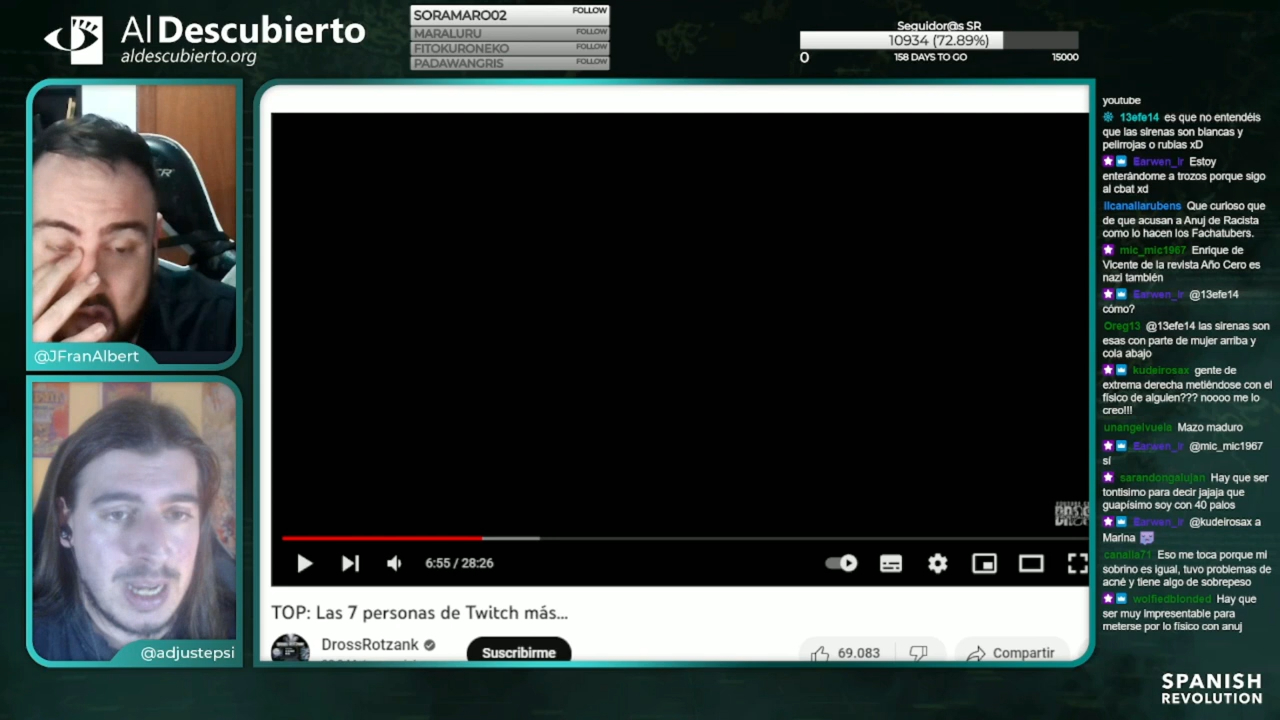 Al Descubierto
aldescubierto.org
SORAMARO02 FOLLOW
MARALURU FOLLOW
FITOKURONEKO FOLLOW
PADAWANGRIS FOLLOW
Seguidor@s SR
10934 (72.89%)
0 158 DAYS TO GO 15000
@JFranAlbert
@adjustepsi
6:55 / 28:26
TOP: Las 7 personas de Twitch más...
DrossRotzank
Suscribirme
69.083
Compartir
youtube
13efe14 es que no entendéis
que las sirenas son blancas y
pelirrojas o rubias xD
Earwen_ir Estoy
enterándome a trozos porque sigo
al cbat xd
ilcanallarubens Que curioso que
de que acusan a Anuj de Racista
como lo hacen los Fachatubers.
mic_mic1967 Enrique de
Vicente de la revista Año Cero es
nazi también
Earwen_ir @13efe14
cómo?
Oreg13 @13efe14 las sirenas son
esas con parte de mujer arriba y
cola abajo
kudeirosax gente de
extrema derecha metiéndose con el
físico de alguien??? noooo me lo
creo!!!
unangelvuela Mazo maduro
Earwen_ir @mic_mic1967
sí
sarandongalujan Hay que ser
tontisimo para decir jajaja que
guapísimo soy con 40 palos
Earwen_ir @kudeirosax a
Marina
canalla71 Eso me toca porque mi
sobrino es igual, tuvo problemas de
acné y tiene algo de sobrepeso
wolfiedblonded Hay que
ser muy impresentable para
meterse por lo físico con anuj
SPANISH
REVOLUTION